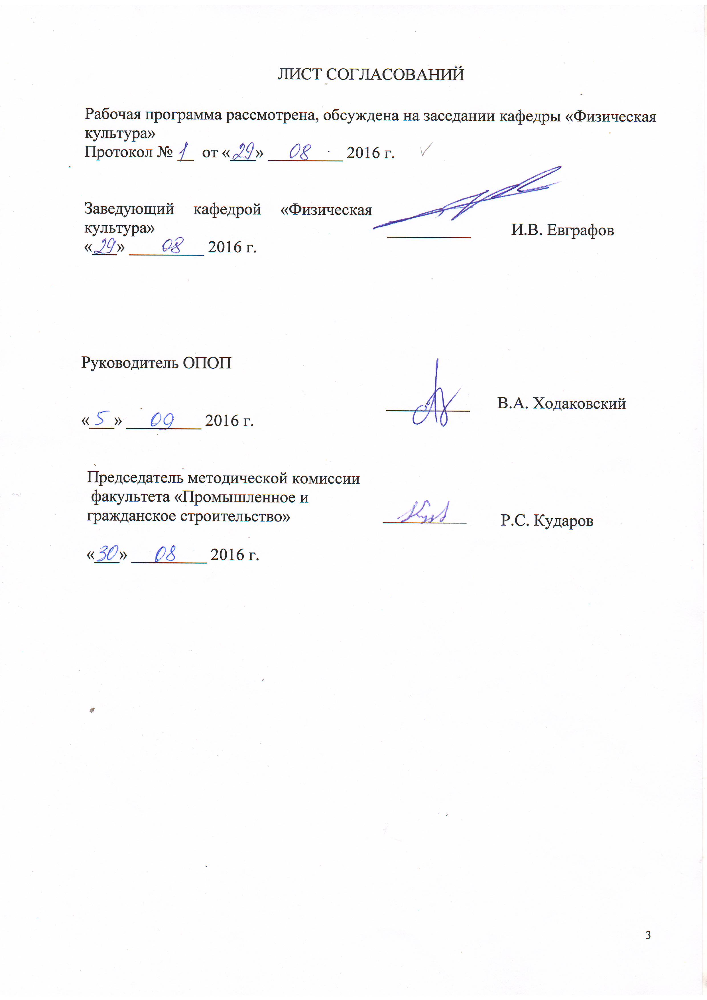 ЛИСТ СОГЛАСОВАНИЙ
Рабочая программа рассмотрена, обсуждена на заседании кафедры «Физическая
культура»
Протокол № 1 от «29» 08 2016 г.
Заведующий кафедрой «Физическая
культура» И.В. Евграфов
«29» 08 2016 г.
Руководитель ОПОП
В.А. Ходаковский
«5» 09 2016 г.
Председатель методической комиссии
факультета «Промышленное и
гражданское строительство» Р.С. Кударов
«30» 08 2016 г.
3